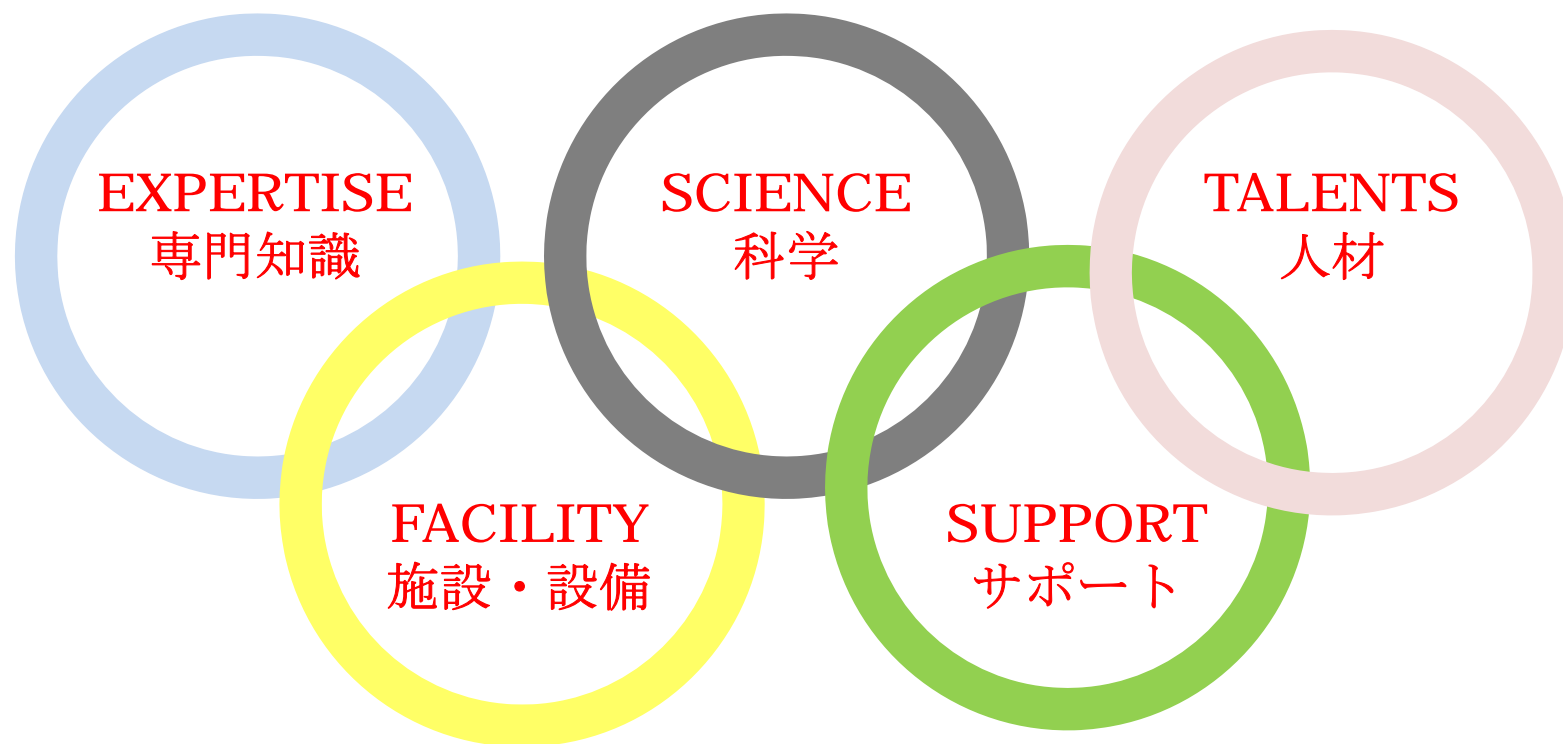 EXPERTISE
専門知識
SCIENCE
科学
TALENTS
人材
FACILITY
施設・設備
SUPPORT
サポート